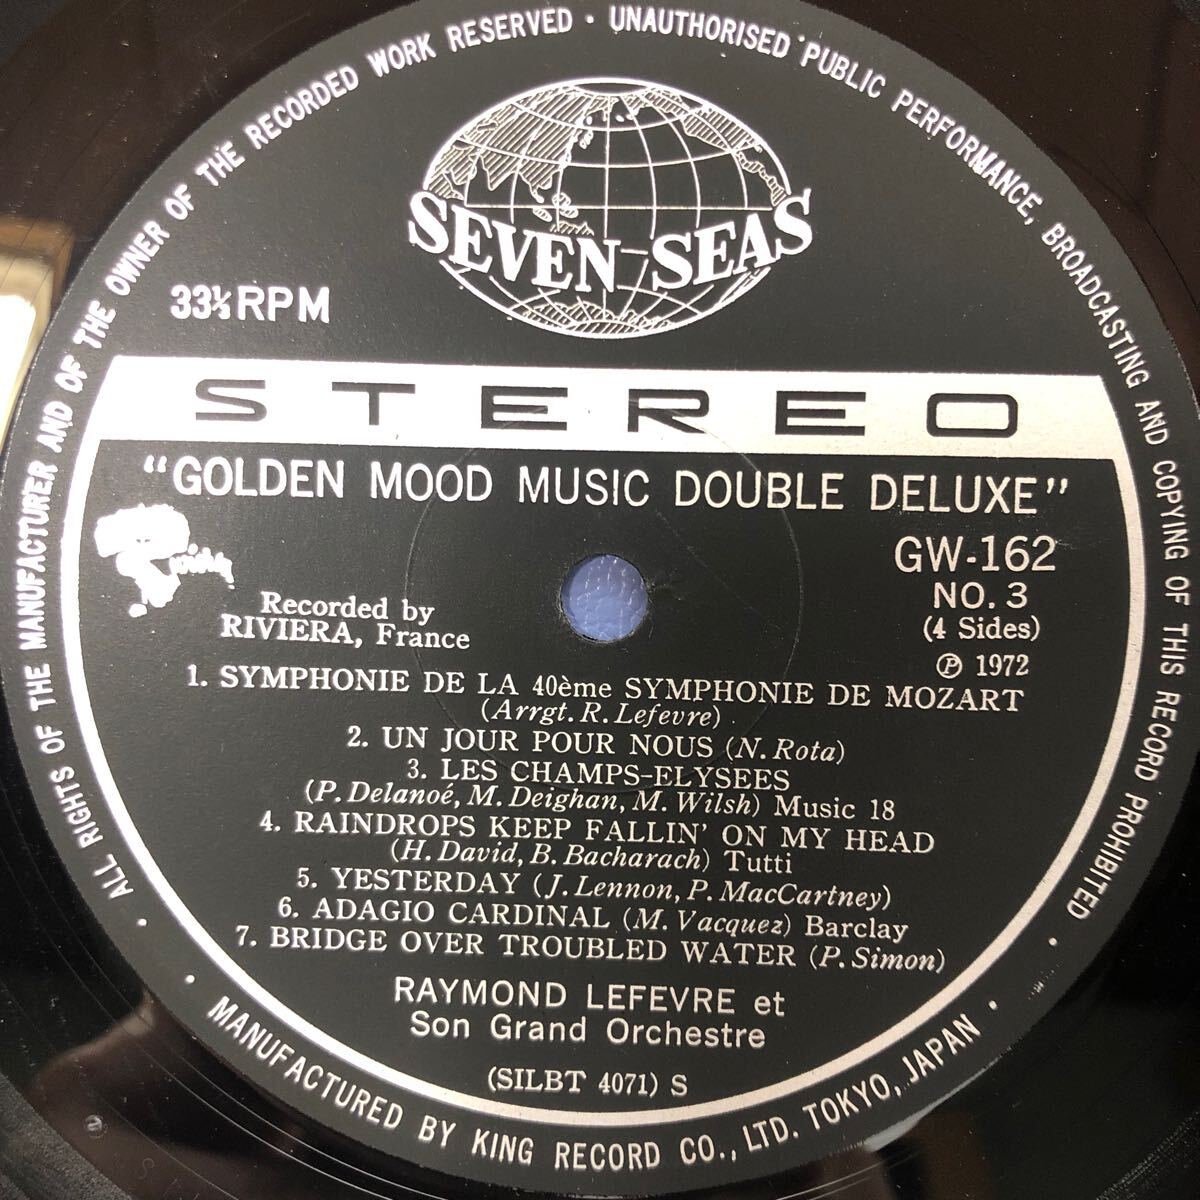 ALL RIGHTS OF THE MANUFACTURER AND OF THE OWNER OF THE RECORDED WORK RESERVED · UNAUTHORISED PUBLIC PERFORMANCE, BROADCASTING AND COPYING OF THIS RECORD PROHIBITED ·
SEVEN SEAS
33⅓RPM
STEREO
"GOLDEN MOOD MUSIC DOUBLE DELUXE"
GW-162
NO. 3
(4 Sides)
℗ 1972
Riviera
Recorded by
RIVIERA, France
1. SYMPHONIE DE LA 40ème SYMPHONIE DE MOZART
(Arrgt. R. Lefevre)
2. UN JOUR POUR NOUS (N. Rota)
3. LES CHAMPS-ELYSEES
(P. Delanoé, M. Deighan, M. Wilsh) Music 18
4. RAINDROPS KEEP FALLIN' ON MY HEAD
(H. David, B. Bacharach) Tutti
5. YESTERDAY (J. Lennon, P. MacCartney)
6. ADAGIO CARDINAL (M. Vacquez) Barclay
7. BRIDGE OVER TROUBLED WATER (P. Simon)
RAYMOND LEFEVRE et
Son Grand Orchestre
(SILBT 4071) S
· MANUFACTURED BY KING RECORD CO., LTD. TOKYO, JAPAN ·